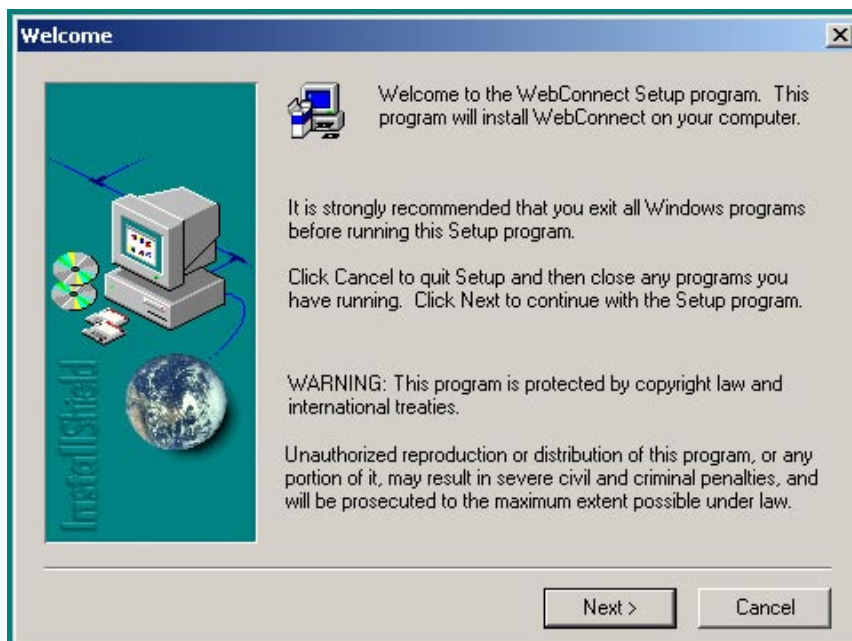 Welcome
Welcome to the WebConnect Setup program. This
program will install WebConnect on your computer.
It is strongly recommended that you exit all Windows programs
before running this Setup program.
Click Cancel to quit Setup and then close any programs you
have running. Click Next to continue with the Setup program.
WARNING: This program is protected by copyright law and
international treaties.
Unauthorized reproduction or distribution of this program, or any
portion of it, may result in severe civil and criminal penalties, and
will be prosecuted to the maximum extent possible under law.
InstallShield
Next >
Cancel